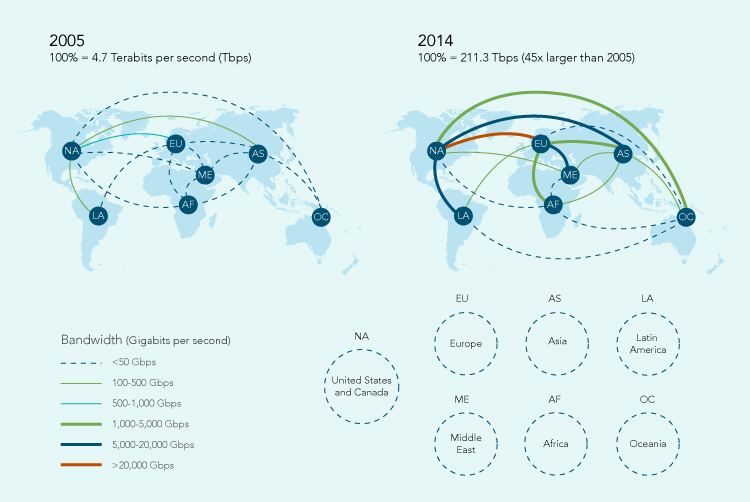 2005
100% = 4.7 Terabits per second (Tbps)
NA
EU
AS
ME
LA
AF
OC
2014
100% = 211.3 Tbps (45x larger than 2005)
NA
EU
AS
ME
LA
AF
OC
Bandwidth (Gigabits per second)
<50 Gbps
100-500 Gbps
500-1,000 Gbps
1,000-5,000 Gbps
5,000-20,000 Gbps
>20,000 Gbps
NA
United States
and Canada
EU
Europe
AS
Asia
LA
Latin
America
ME
Middle
East
AF
Africa
OC
Oceania